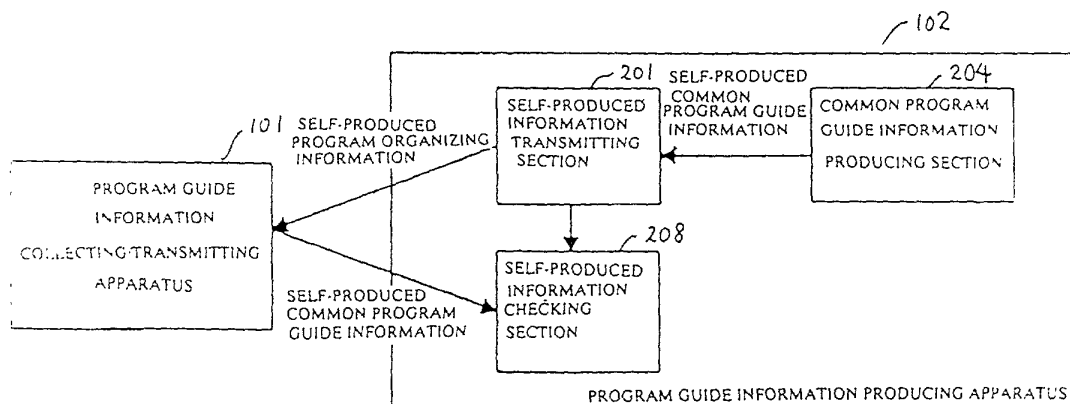 102
201
SELF-PRODUCED
COMMON
PROGRAM GUIDE
INFORMATION
204
SELF-PRODUCED
INFORMATION
TRANSMITTING
SECTION
COMMON PROGRAM
GUIDE INFORMATION
PRODUCING SECTION
101
SELF-PRODUCED
PROGRAM ORGANIZING
INFORMATION
PROGRAM GUIDE
INFORMATION
COLLECTING/TRANSMITTING
APPARATUS
208
SELF-PRODUCED
INFORMATION
CHECKING
SECTION
SELF-PRODUCED
COMMON PROGRAM
GUIDE INFORMATION
PROGRAM GUIDE INFORMATION PRODUCING APPARATUS